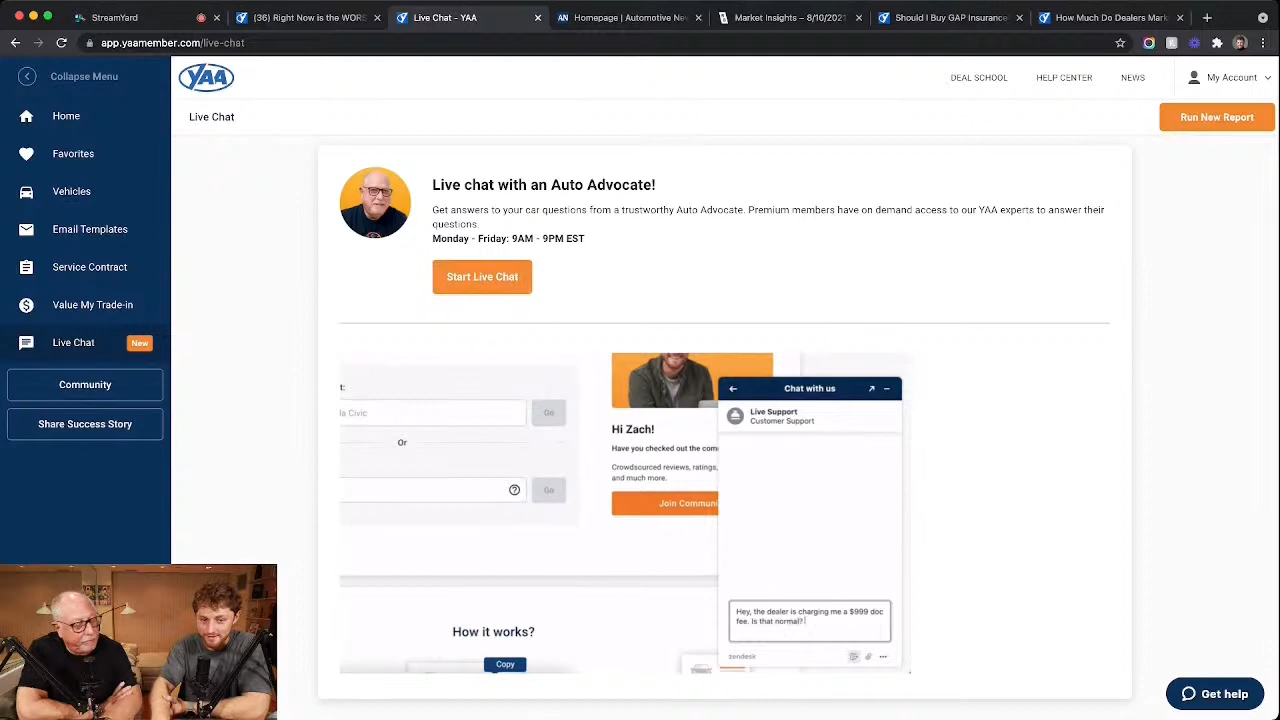 StreamYard
(36) Right Now is the WORS
Live Chat - YAA
Homepage | Automotive Nev
Market Insights – 8/10/2021
Should I Buy GAP Insurance
How Much Do Dealers Mark
app.yaamember.com/live-chat
Collapse Menu
YAA
DEAL SCHOOL
HELP CENTER
NEWS
My Account
Home
Live Chat
Run New Report
Favorites
Vehicles
Email Templates
Service Contract
Value My Trade-in
Live Chat
New
Community
Share Success Story
Live chat with an Auto Advocate!
Get answers to your car questions from a trustworthy Auto Advocate. Premium members have on demand access to our YAA experts to answer their
questions.
Monday - Friday: 9AM - 9PM EST
Start Live Chat
t:
la Civic
Go
Or
Go
Hi Zach!
Have you checked out the com
Crowdsourced reviews, ratings,
and much more.
Join Communi
How it works?
Copy
Chat with us
Live Support
Customer Support
Hey, the dealer is charging me a $999 doc
fee. Is that normal?
zendesk
Get help